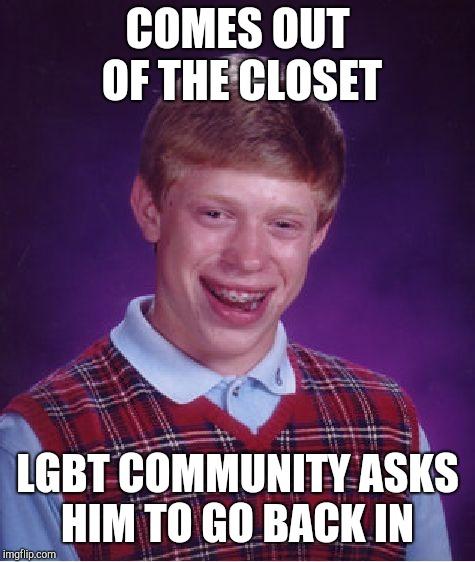 COMES OUT
OF THE CLOSET
LGBT COMMUNITY ASKS
HIM TO GO BACK IN
imgflip.com